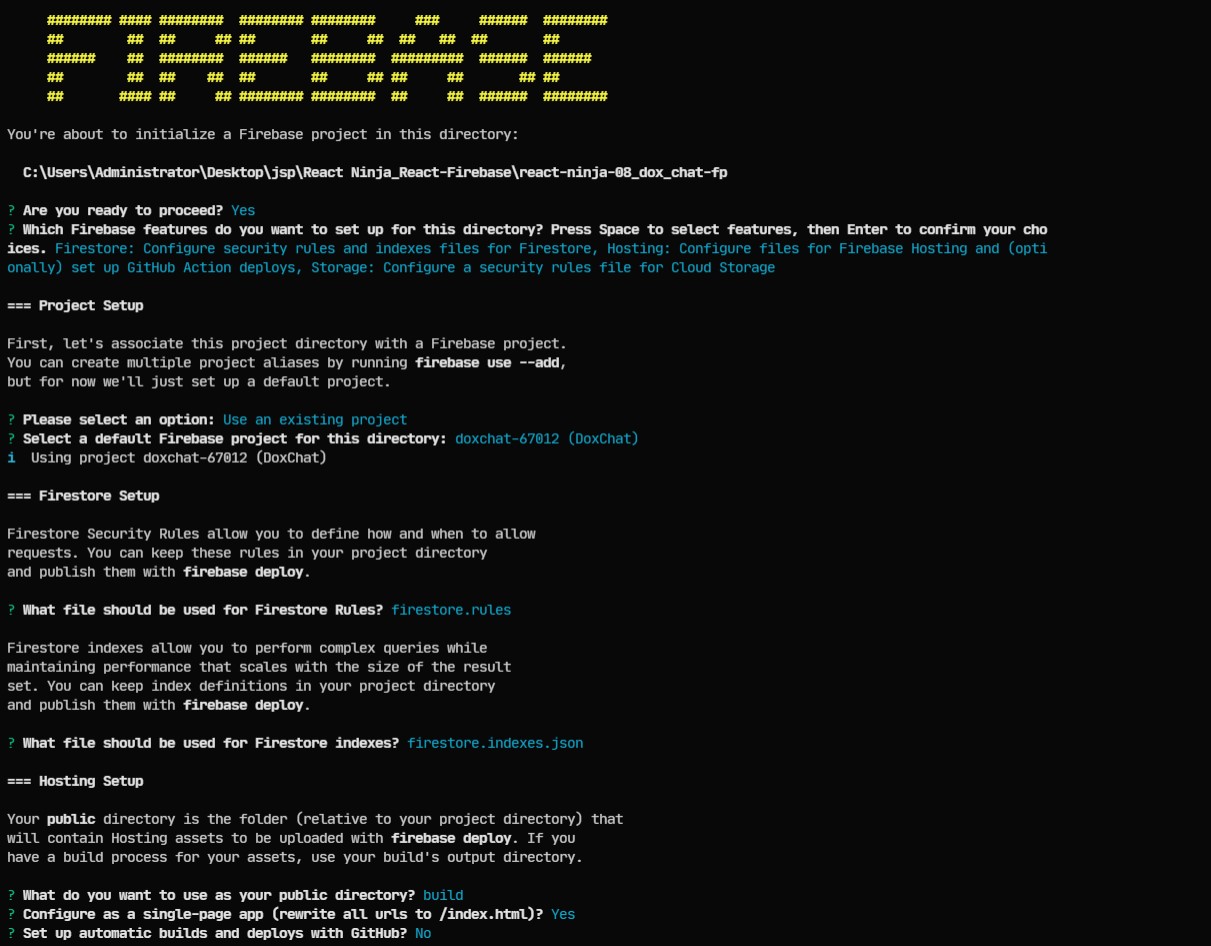 FIREBASE
You're about to initialize a Firebase project in this directory:
C:\Users\Administrator\Desktop\jsp\React Ninja_React-Firebase\react-ninja-08_dox_chat-fp
? Are you ready to proceed? Yes
? Which Firebase features do you want to set up for this directory? Press Space to select features, then Enter to confirm your cho
ices. Firestore: Configure security rules and indexes files for Firestore, Hosting: Configure files for Firebase Hosting and (opti
onally) set up GitHub Action deploys, Storage: Configure a security rules file for Cloud Storage
=== Project Setup
First, let's associate this project directory with a Firebase project.
You can create multiple project aliases by running firebase use --add,
but for now we'll just set up a default project.
? Please select an option: Use an existing project
? Select a default Firebase project for this directory: doxchat-67012 (DoxChat)
i  Using project doxchat-67012 (DoxChat)
=== Firestore Setup
Firestore Security Rules allow you to define how and when to allow
requests. You can keep these rules in your project directory
and publish them with firebase deploy.
? What file should be used for Firestore Rules? firestore.rules
Firestore indexes allow you to perform complex queries while
maintaining performance that scales with the size of the result
set. You can keep index definitions in your project directory
and publish them with firebase deploy.
? What file should be used for Firestore indexes? firestore.indexes.json
=== Hosting Setup
Your public directory is the folder (relative to your project directory) that
will contain Hosting assets to be uploaded with firebase deploy. If you
have a build process for your assets, use your build's output directory.
? What do you want to use as your public directory? build
? Configure as a single-page app (rewrite all urls to /index.html)? Yes
? Set up automatic builds and deploys with GitHub? No